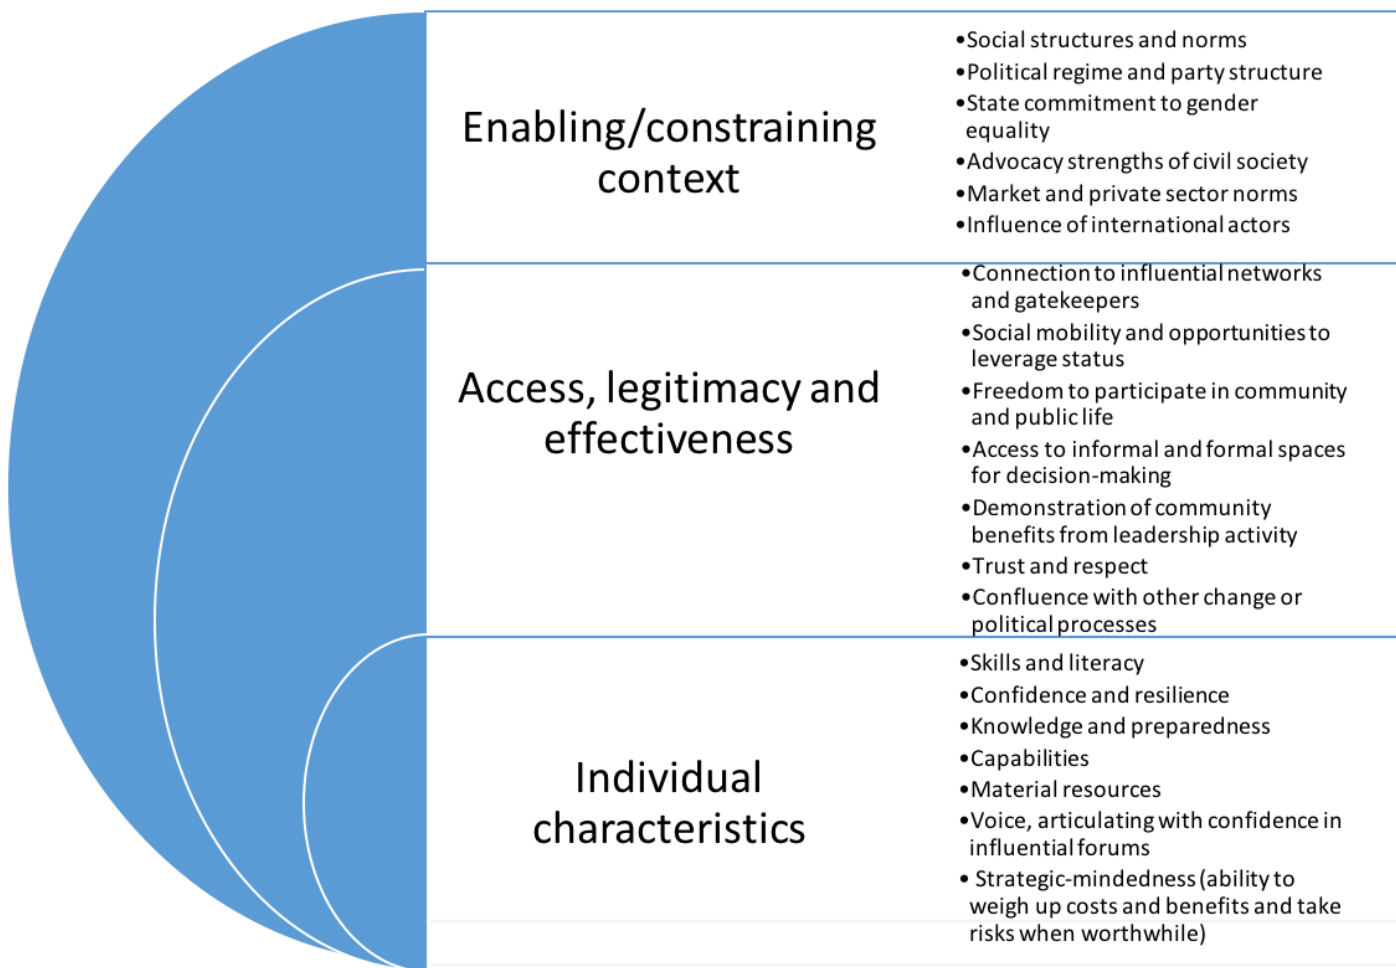 Enabling/constraining
context
•Social structures and norms
•Political regime and party structure
•State commitment to gender
equality
•Advocacy strengths of civil society
•Market and private sector norms
•Influence of international actors
Access, legitimacy and
effectiveness
•Connection to influential networks
and gatekeepers
•Social mobility and opportunities to
leverage status
•Freedom to participate in community
and public life
•Access to informal and formal spaces
for decision-making
•Demonstration of community
benefits from leadership activity
•Trust and respect
•Confluence with other change or
political processes
Individual
characteristics
•Skills and literacy
•Confidence and resilience
•Knowledge and preparedness
•Capabilities
•Material resources
•Voice, articulating with confidence in
influential forums
• Strategic-mindedness (ability to
weigh up costs and benefits and take
risks when worthwhile)